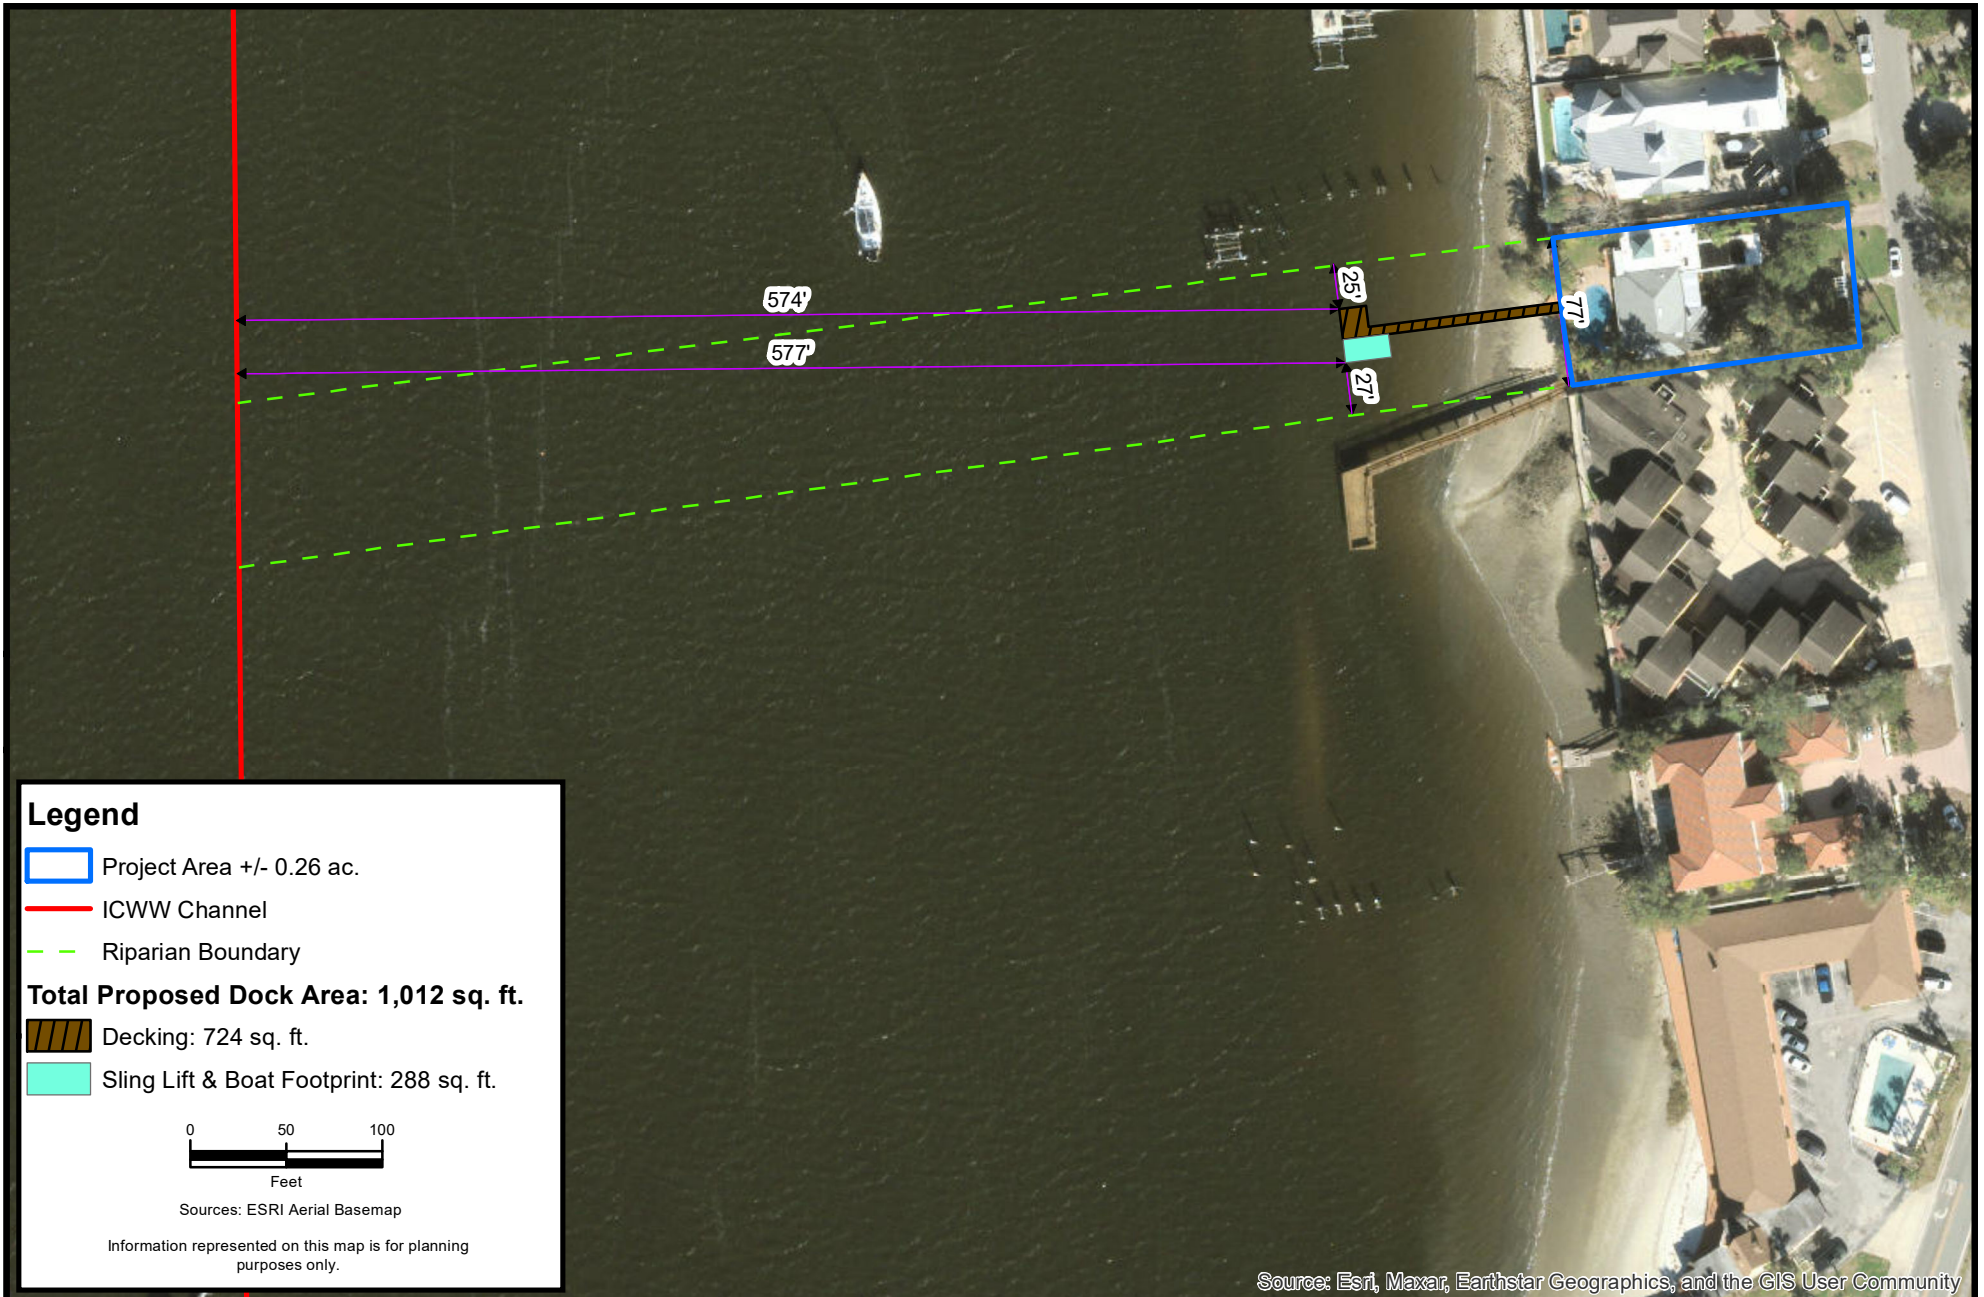 574'
577'
25'
27'
77'
Legend
Project Area +/- 0.26 ac.
ICWW Channel
Riparian Boundary
Total Proposed Dock Area: 1,012 sq. ft.
Decking: 724 sq. ft.
Sling Lift & Boat Footprint: 288 sq. ft.
0 50 100
Feet
Sources: ESRI Aerial Basemap
Information represented on this map is for planning
purposes only.
Source: Esri, Maxar, Earthstar Geographics, and the GIS User Community